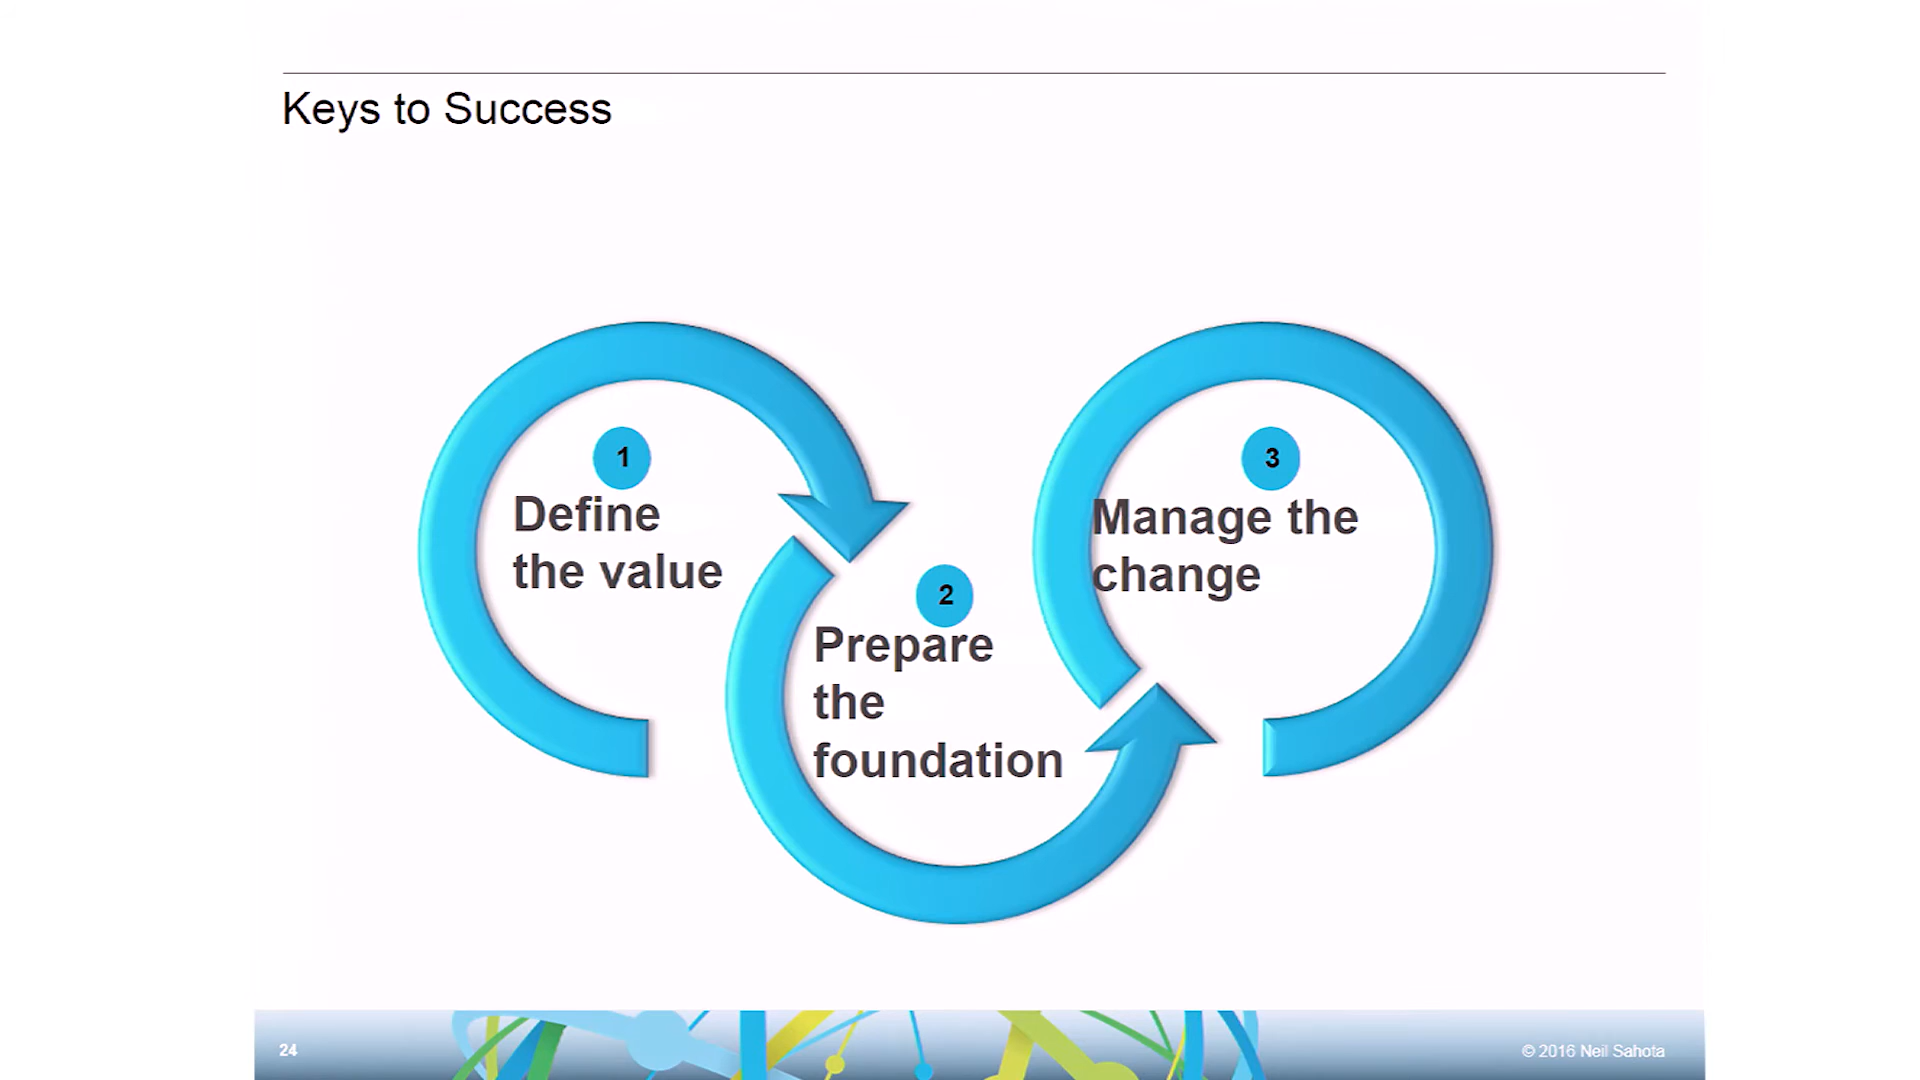 Keys to Success
1
Define
the value
2
Prepare
the
foundation
3
Manage the
change
24
© 2016 Neil Sahota